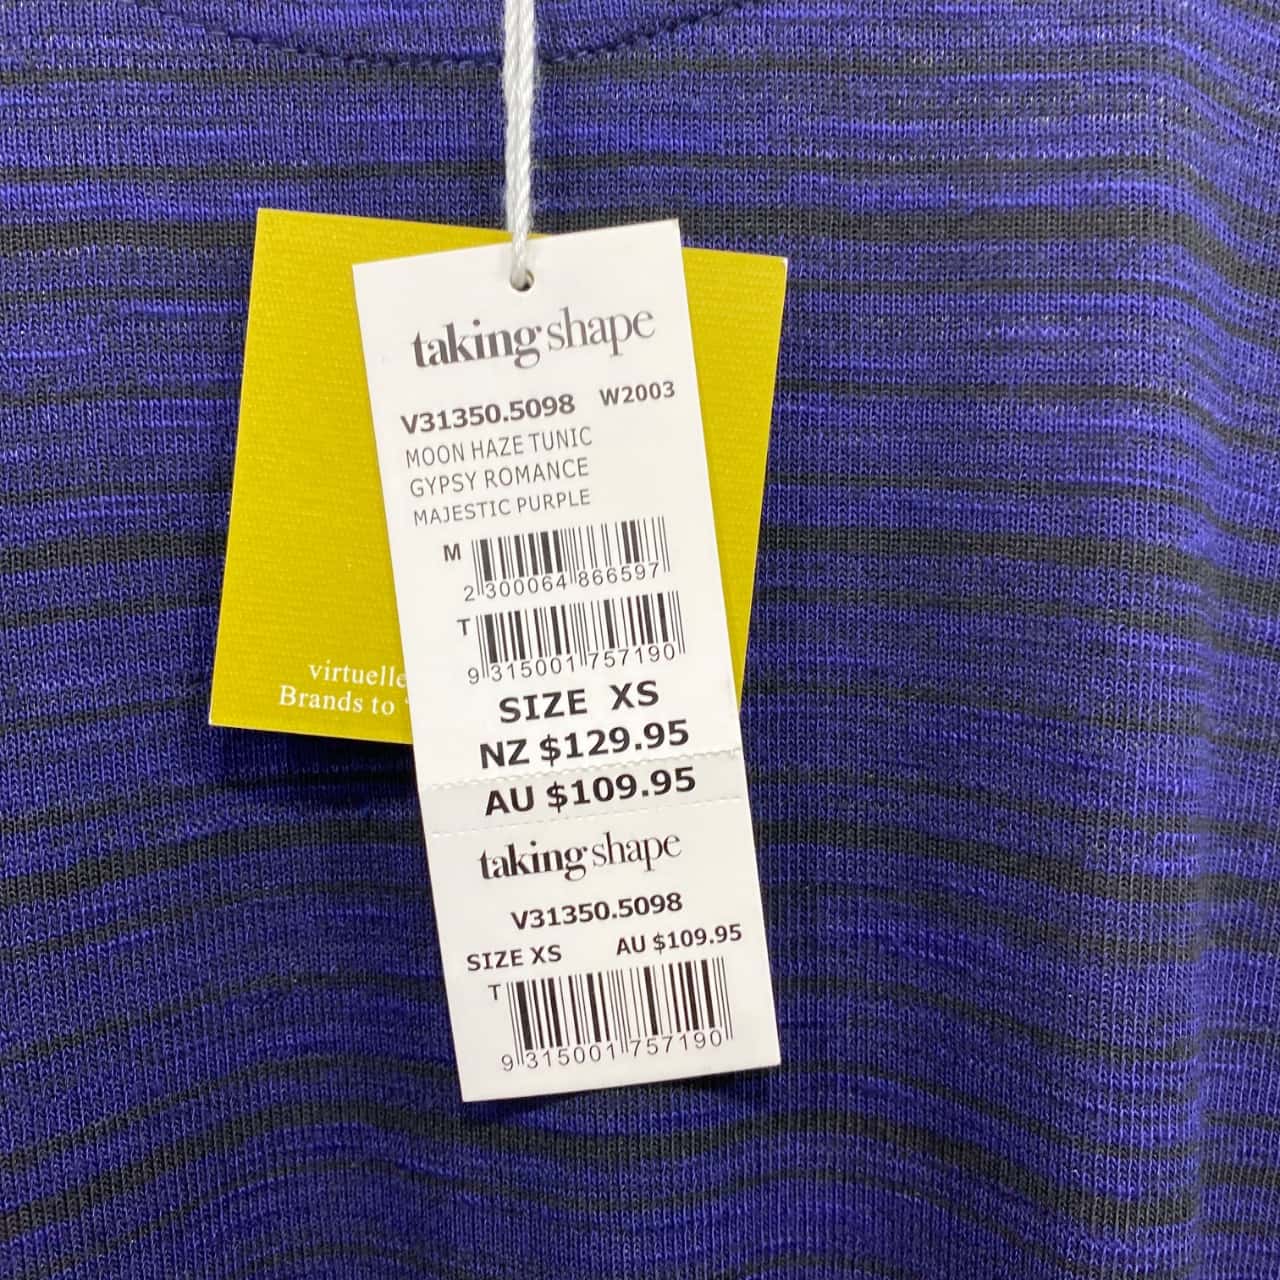 taking shape
V31350.5098 W2003
MOON HAZE TUNIC
GYPSY ROMANCE
MAJESTIC PURPLE
M
2 300064 866597
T
9 315001 757190
SIZE XS
NZ $129.95
AU $109.95
taking shape
V31350.5098
SIZE XS AU $109.95
T
9 315001 757190
virtuelle
Brands to